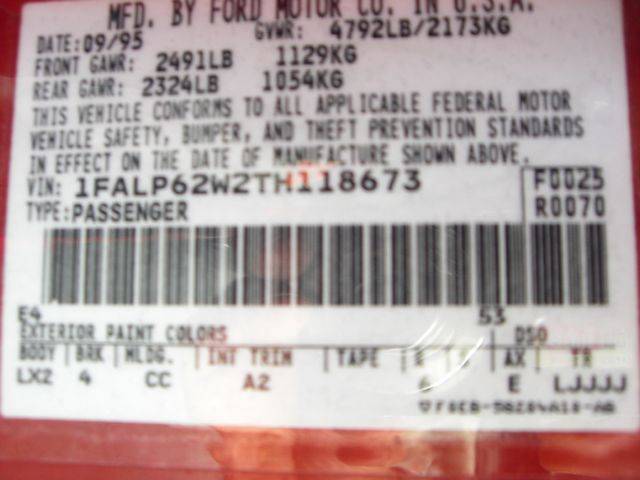 MFD. BY FORD MOTOR CO. IN U.S.A.
DATE: 09/95 GVWR: 4792LB/2173KG
FRONT GAWR: 2491LB 1129KG
REAR GAWR: 2324LB 1054KG
THIS VEHICLE CONFORMS TO ALL APPLICABLE FEDERAL MOTOR
VEHICLE SAFETY, BUMPER, AND THEFT PREVENTION STANDARDS
IN EFFECT ON THE DATE OF MANUFACTURE SHOWN ABOVE.
VIN: 1FALP62W2TH118673 F0025
TYPE: PASSENGER R0070
E4 53
EXTERIOR PAINT COLORS DSO
BODY BRK MLDG. INT TRIM TAPE R S AX TR
LX2 4 CC A2 E LJJJJ